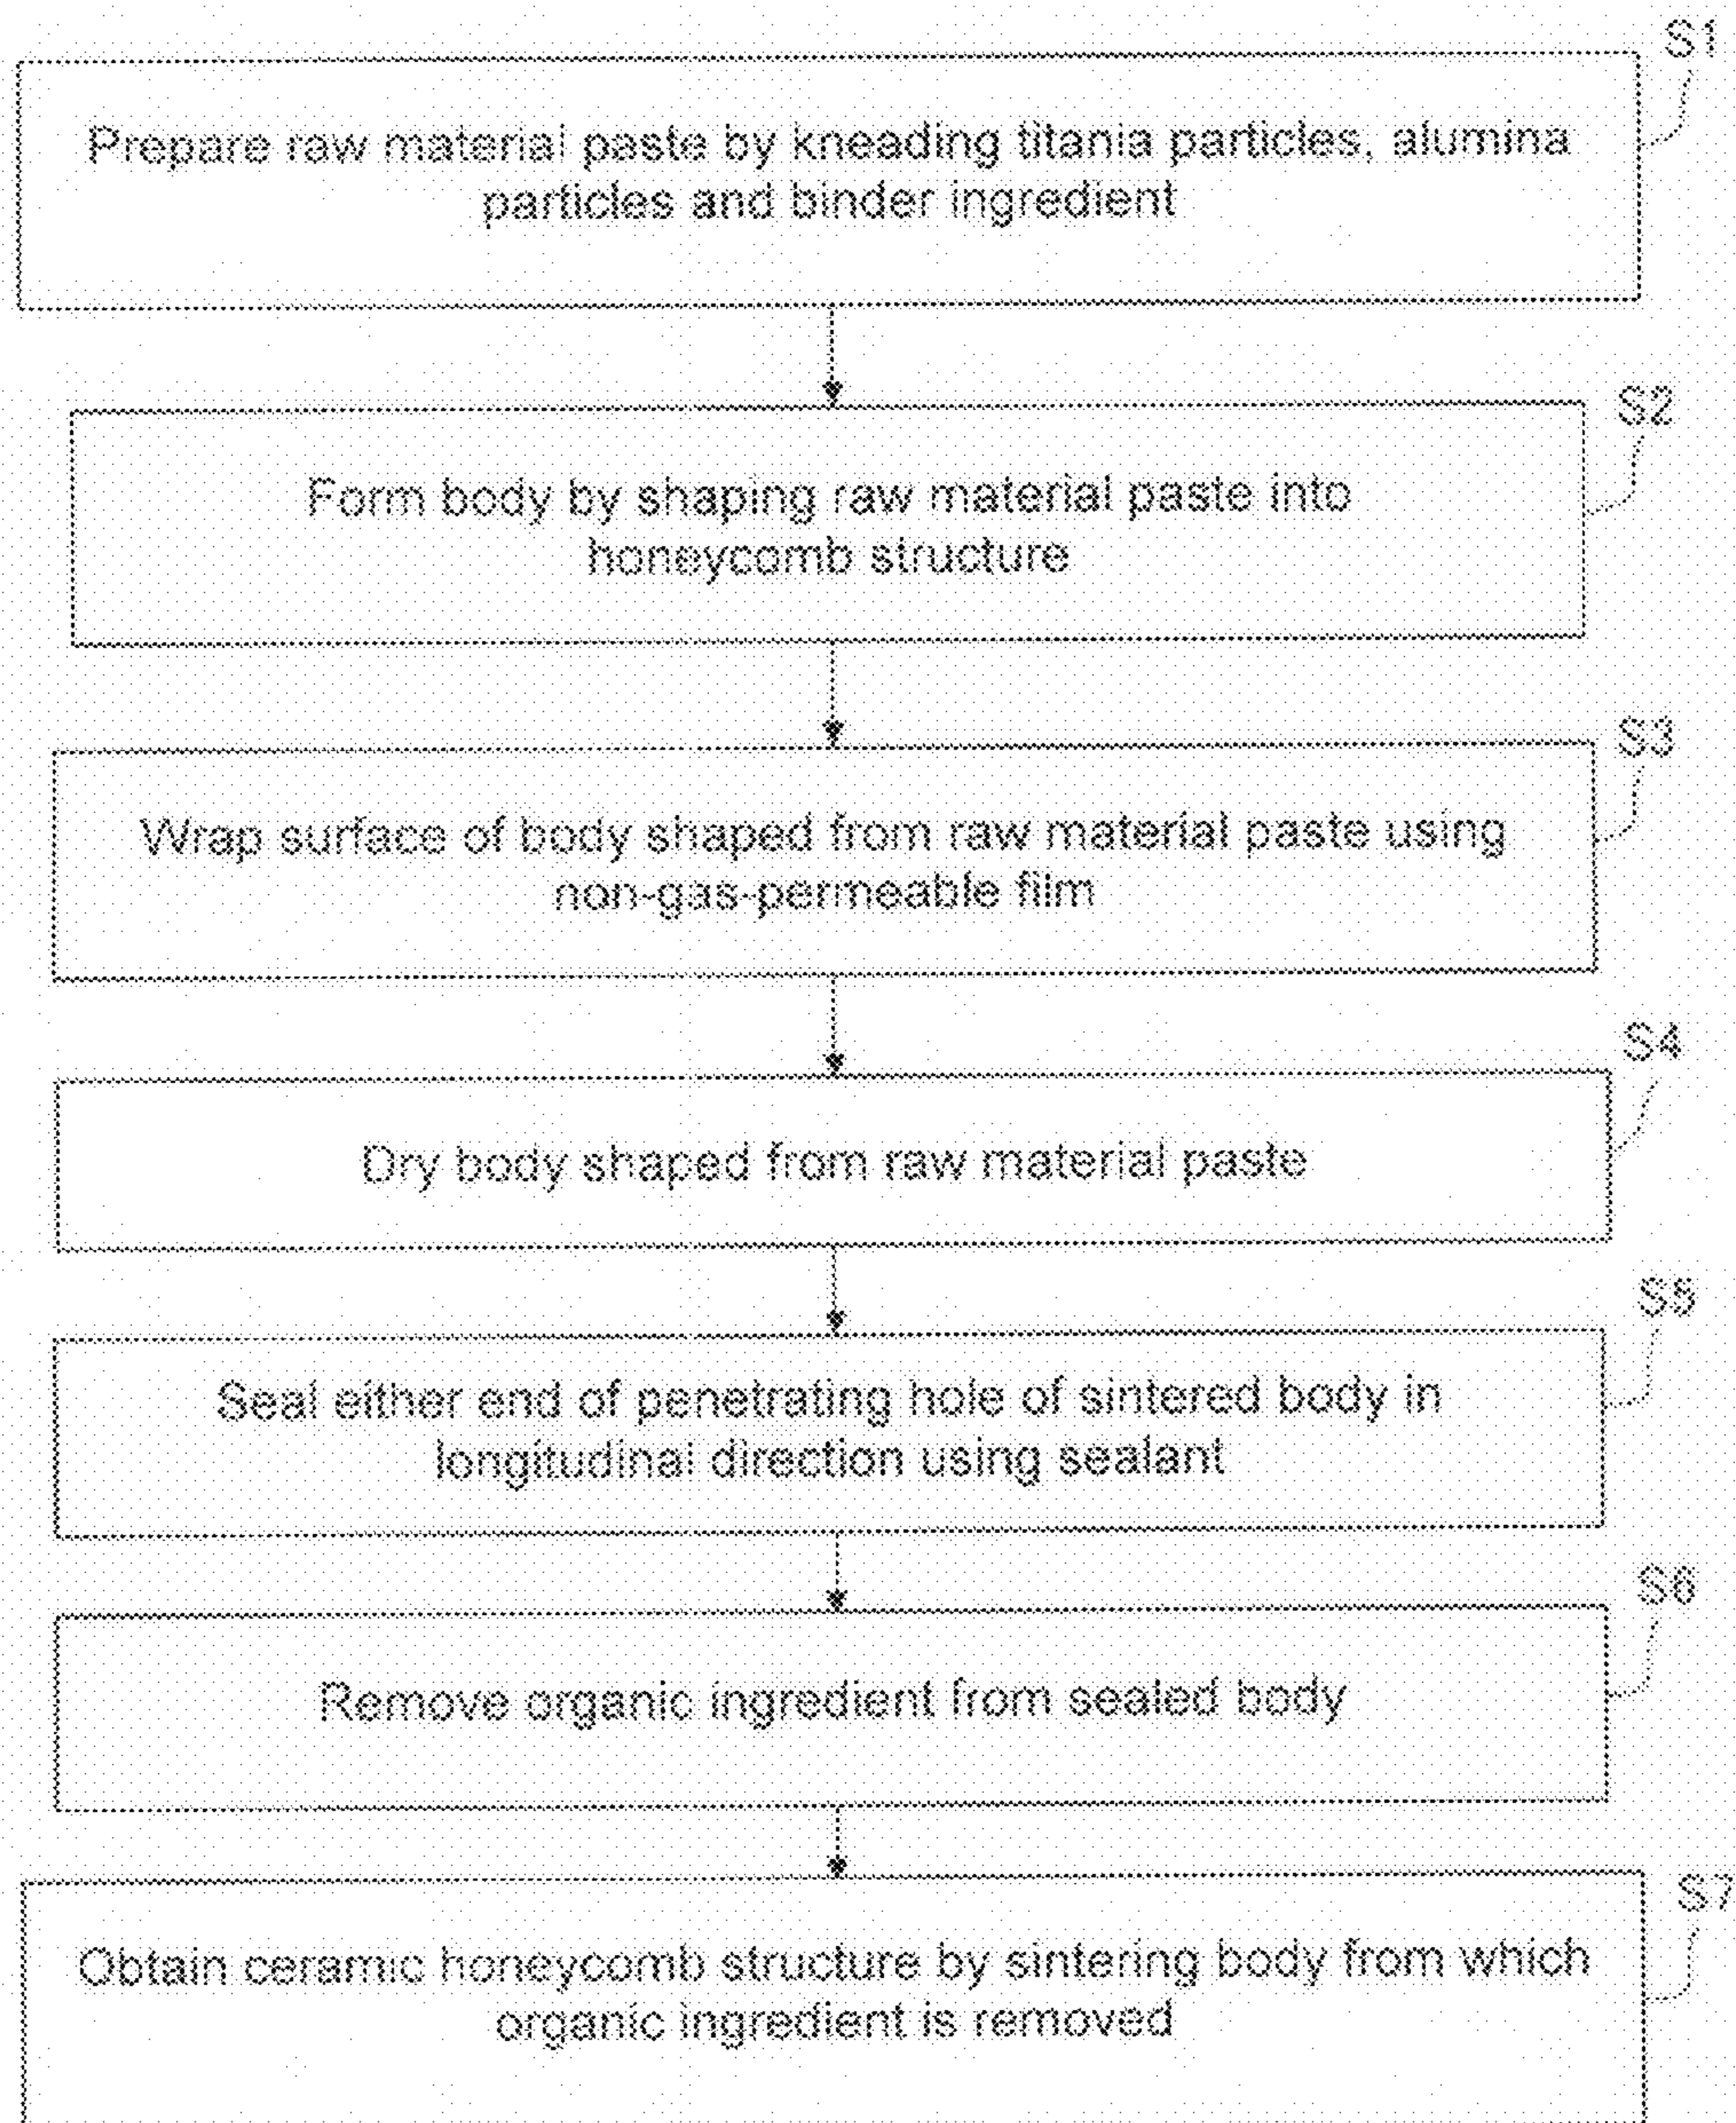 S1
Prepare raw material paste by kneading titania particles, alumina
particles and binder ingredient
S2
Form body by shaping raw material paste into
honeycomb structure
S3
Wrap surface of body shaped from raw material paste using
non-gas-permeable film
S4
Dry body shaped from raw material paste
S5
Seal either end of penetrating hole of sintered body in
longitudinal direction using sealant
S6
Remove organic ingredient from sealed body
S7
Obtain ceramic honeycomb structure by sintering body from which
organic ingredient is removed